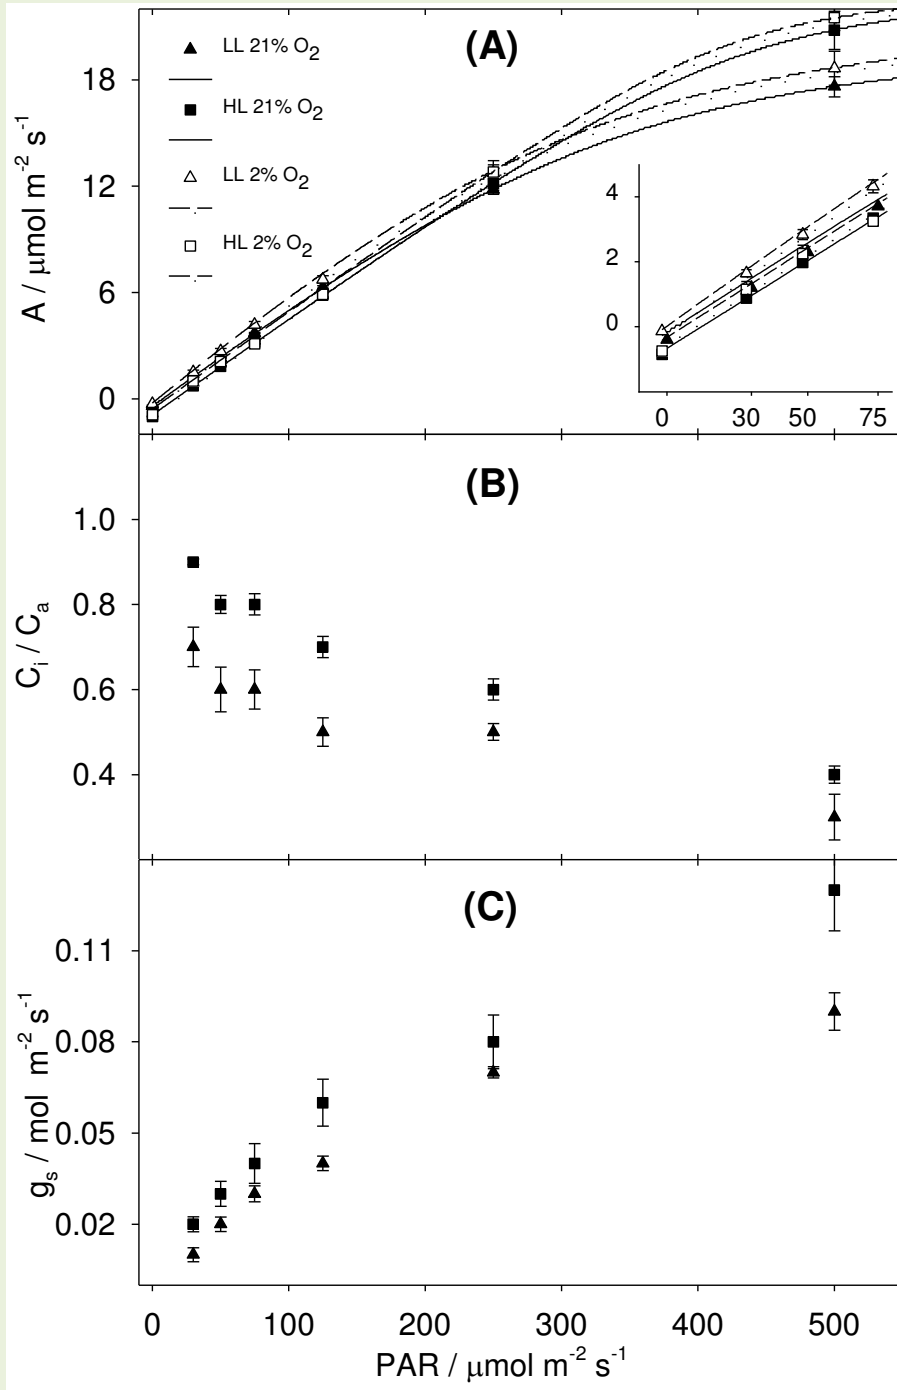 (A)
LL 21% O₂
HL 21% O₂
LL 2% O₂
HL 2% O₂
A / μmol m⁻² s⁻¹
18
12
6
0
4
2
0
0 30 50 75
(B)
Cᵢ / Cₐ
1.0
0.8
0.6
0.4
(C)
gₛ / mol m⁻² s⁻¹
0.11
0.08
0.05
0.02
0 100 200 300 400 500
PAR / μmol m⁻² s⁻¹